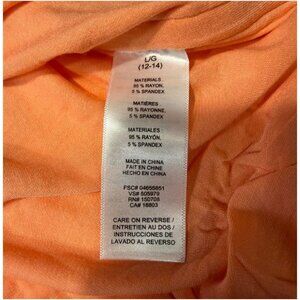 L/G
(12-14)
MATERIALS
95 % RAYON,
5 % SPANDEX
MATIÈRES
95 % RAYONNE,
5 % SPANDEX
MATERIALES
95 % RAYÓN,
5 % SPANDEX
MADE IN CHINA
FAIT EN CHINE
HECHO EN CHINA
FSC# 04655851
VS# 505979
RN# 150708
CA# 16803
CARE ON REVERSE /
ENTRETIEN AU DOS /
INSTRUCCIONES DE
LAVADO AL REVERSO